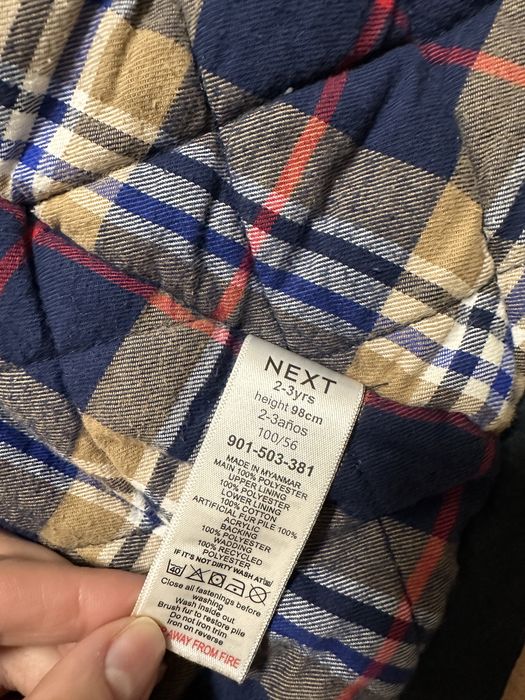 NEXT
2-3yrs
height 98cm
2-3años
100/56
901-503-381
MADE IN MYANMAR
MAIN 100% POLYESTER
UPPER LINING
100% POLYESTER
LOWER LINING
100% COTTON
ARTIFICIAL FUR PILE 100%
ACRYLIC
BACKING
100% POLYESTER
WADDING
100% RECYCLED
POLYESTER
IF IT'S NOT DIRTY WASH AT
40
Close all fastenings before
washing
Wash inside out
Brush fur to restore pile
Do not iron trim
Iron on reverse
AWAY FROM FIRE